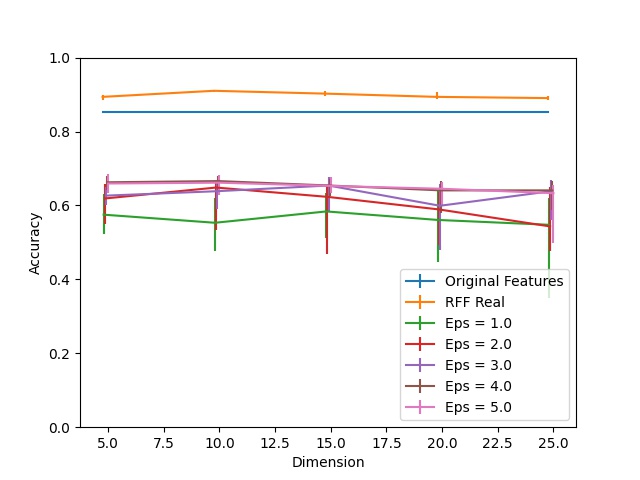 1.0
0.8
0.6
0.4
0.2
0.0
Accuracy
Original Features
RFF Real
Eps = 1.0
Eps = 2.0
Eps = 3.0
Eps = 4.0
Eps = 5.0
5.0 7.5 10.0 12.5 15.0 17.5 20.0 22.5 25.0
Dimension